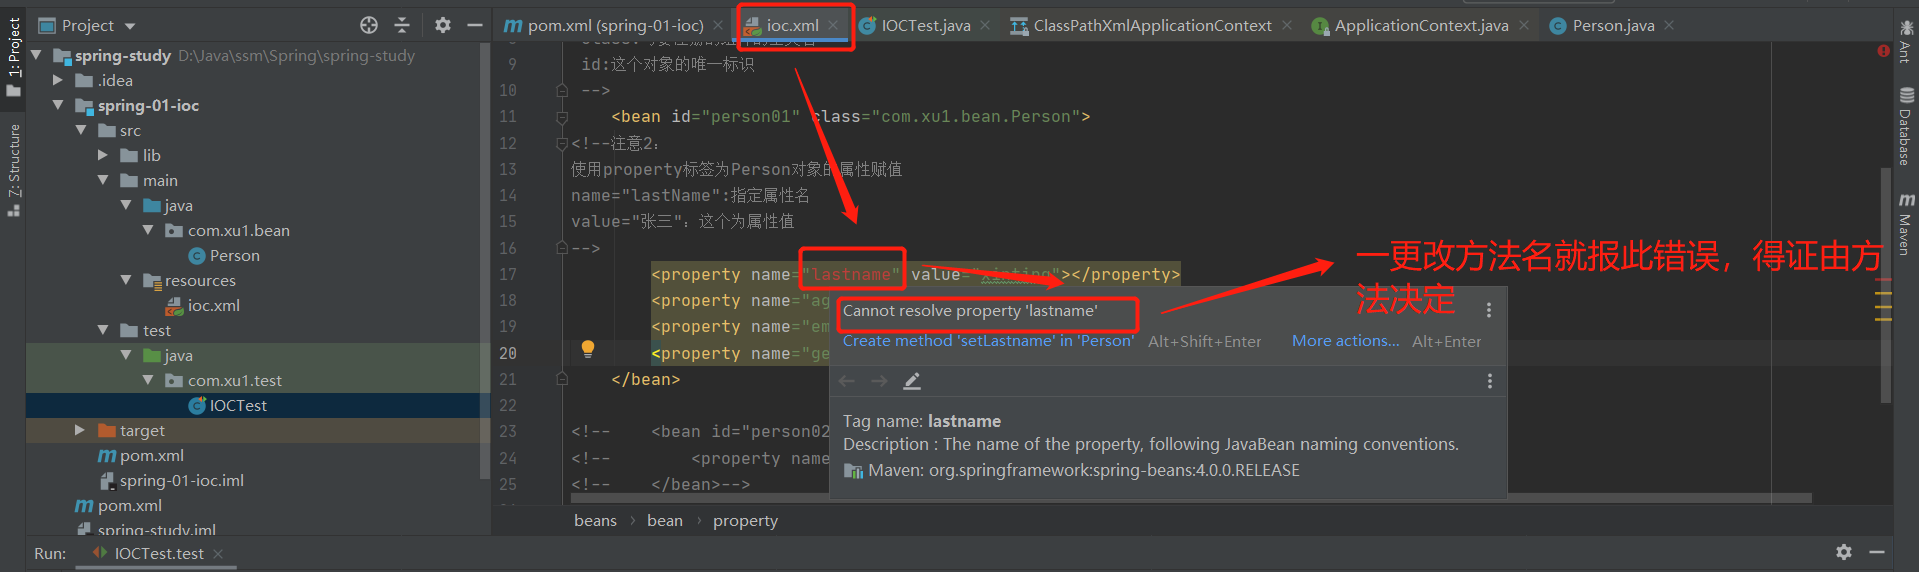 Project
pom.xml (spring-01-ioc)
ioc.xml
IOCTest.java
ClassPathXmlApplicationContext
ApplicationContext.java
Person.java
1: Project
Z: Structure
spring-study D:\Java\ssm\Spring\spring-study
.idea
spring-01-ioc
src
lib
main
java
com.xu1.bean
Person
resources
ioc.xml
test
java
com.xu1.test
IOCTest
target
pom.xml
spring-01-ioc.iml
pom.xml
spring-study.iml
9 id:这个对象的唯一标识
10 -->
11 <bean id="person01" class="com.xu1.bean.Person">
12 <!--注意2:
13 使用property标签为Person对象的属性赋值
14 name="lastName":指定属性名
15 value="张三": 这个为属性值
16 -->
17 <property name="lastname" value="xinting"></property>
18 <property name="ag
19 <property name="em
20 <property name="ge
21 </bean>
22
23 <!-- <bean id="person02
24 <!-- <property name
25 <!-- </bean>-->
Cannot resolve property 'lastname'
Create method 'setLastname' in 'Person' Alt+Shift+Enter More actions... Alt+Enter
Tag name: lastname
Description : The name of the property, following JavaBean naming conventions.
Maven: org.springframework:spring-beans:4.0.0.RELEASE
一更改方法名就报此错误，得证由方
法决定
beans › bean › property
Ant
Database
Maven
Run: IOCTest.test